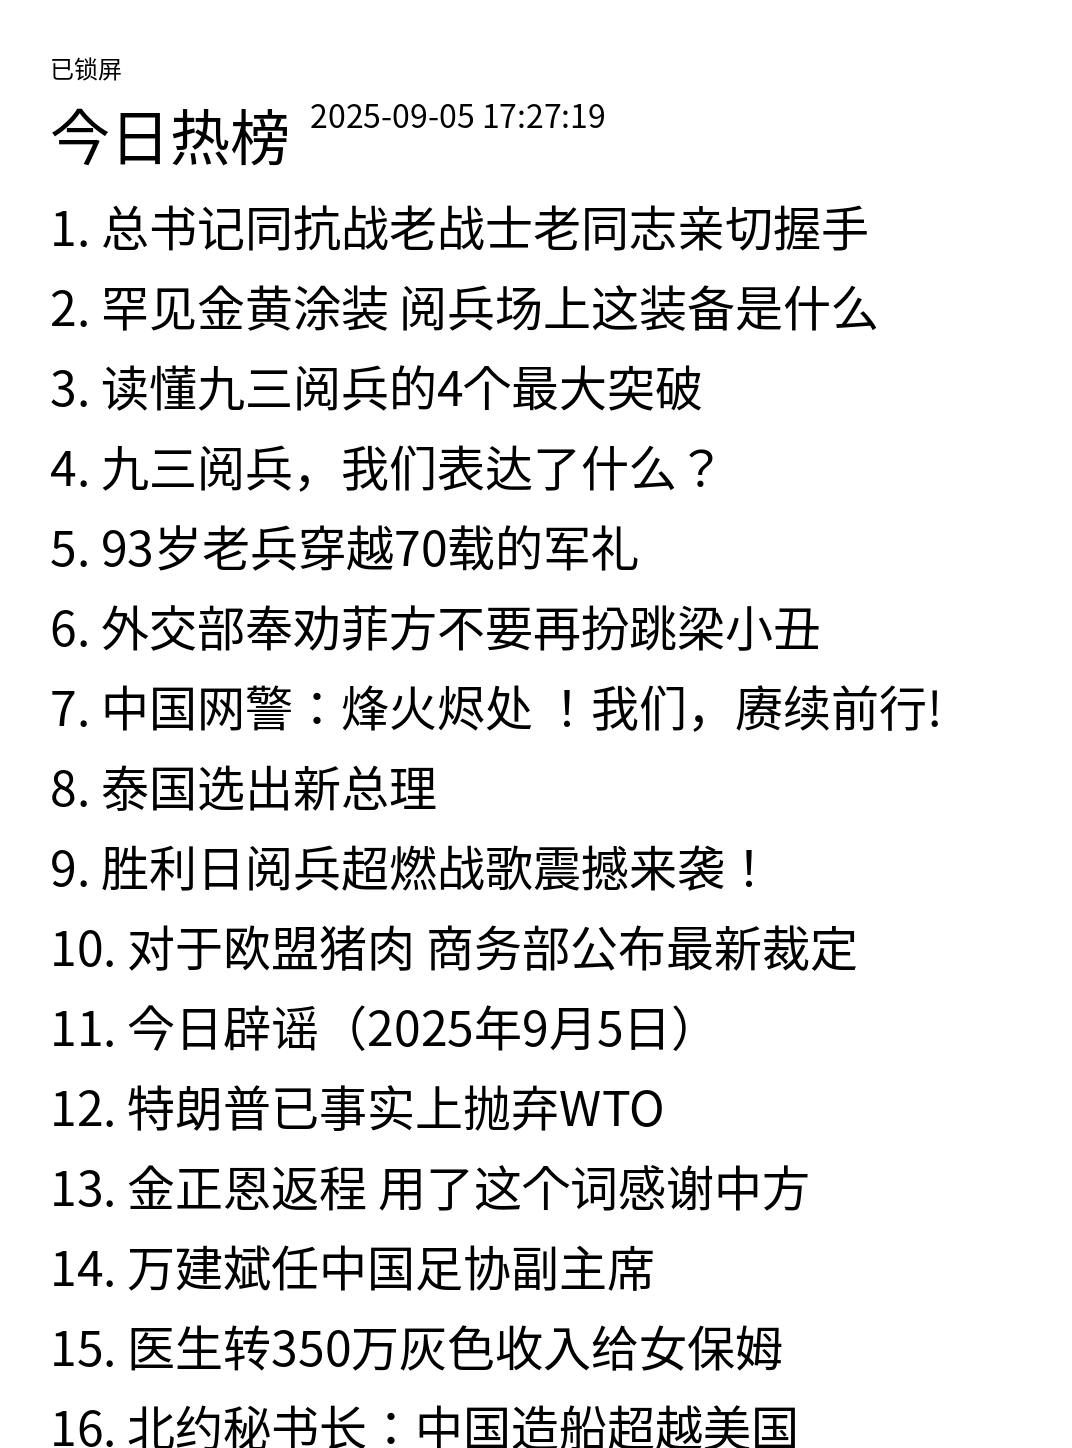 已锁屏
今日热榜 2025-09-05 17:27:19
1. 总书记同抗战老战士老同志亲切握手
2. 罕见金黄涂装 阅兵场上这装备是什么
3. 读懂九三阅兵的4个最大突破
4. 九三阅兵，我们表达了什么？
5. 93岁老兵穿越70载的军礼
6. 外交部奉劝菲方不要再扮跳梁小丑
7. 中国网警：烽火烬处 ！我们，赓续前行!
8. 泰国选出新总理
9. 胜利日阅兵超燃战歌震撼来袭！
10. 对于欧盟猪肉 商务部公布最新裁定
11. 今日辟谣（2025年9月5日）
12. 特朗普已事实上抛弃WTO
13. 金正恩返程 用了这个词感谢中方
14. 万建斌任中国足协副主席
15. 医生转350万灰色收入给女保姆
16. 北约秘书长：中国造船超越美国